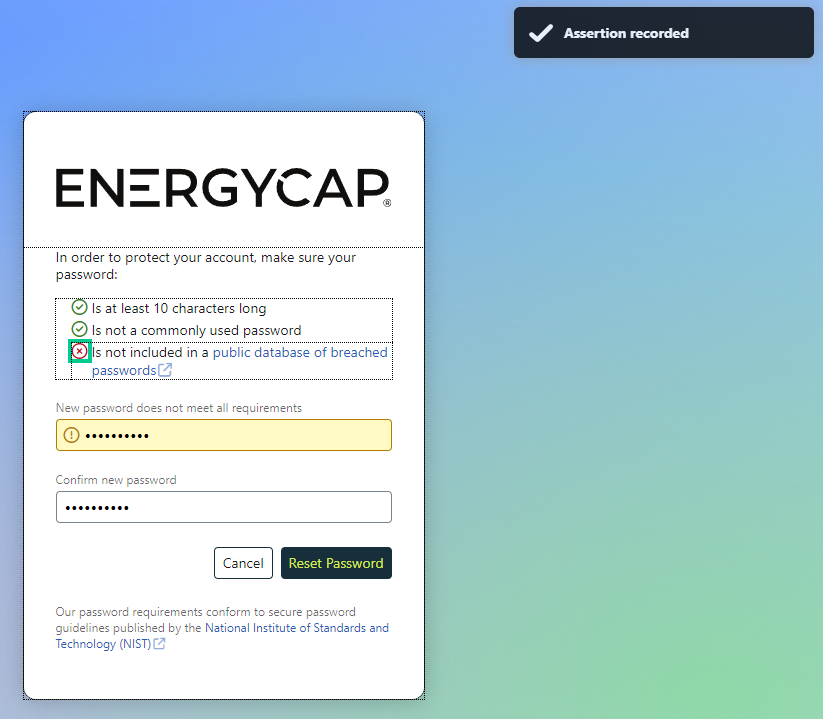 Assertion recorded
ENERGYCAP®
In order to protect your account, make sure your
password:
Is at least 10 characters long
Is not a commonly used password
Is not included in a public database of breached
passwords
New password does not meet all requirements
••••••••••
Confirm new password
••••••••••
Cancel Reset Password
Our password requirements conform to secure password
guidelines published by the National Institute of Standards and
Technology (NIST)